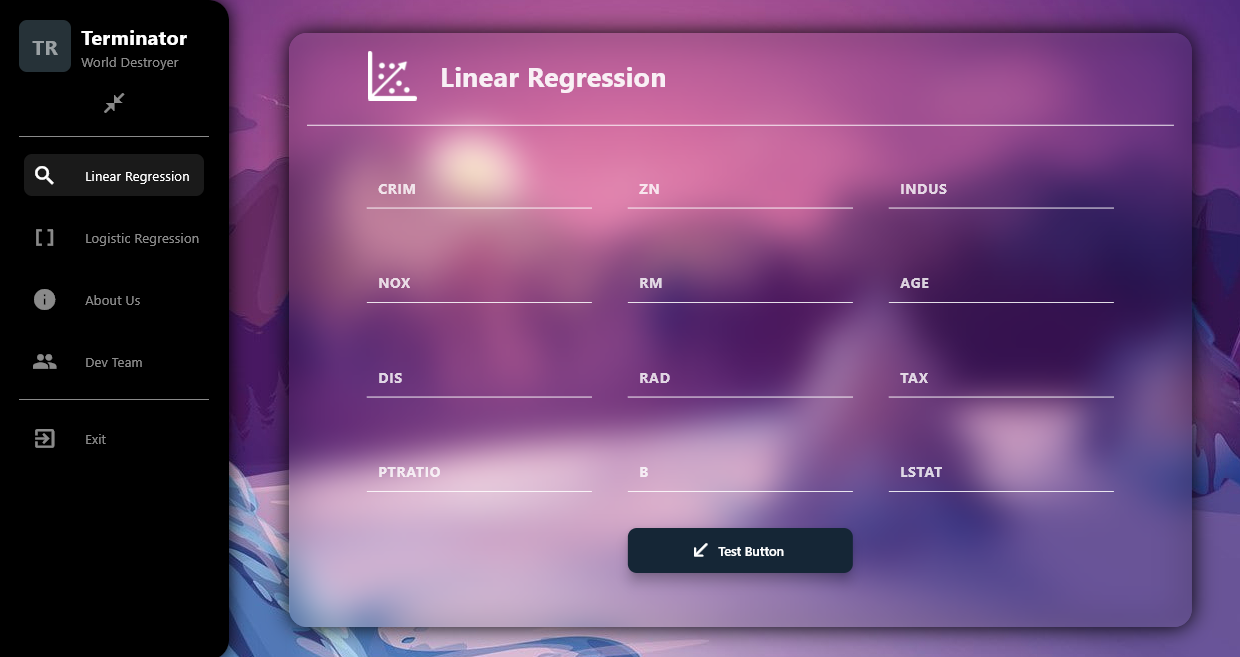 TR
Terminator
World Destroyer
Linear Regression
Logistic Regression
About Us
Dev Team
Exit
Linear Regression
CRIM
ZN
INDUS
NOX
RM
AGE
DIS
RAD
TAX
PTRATIO
B
LSTAT
Test Button